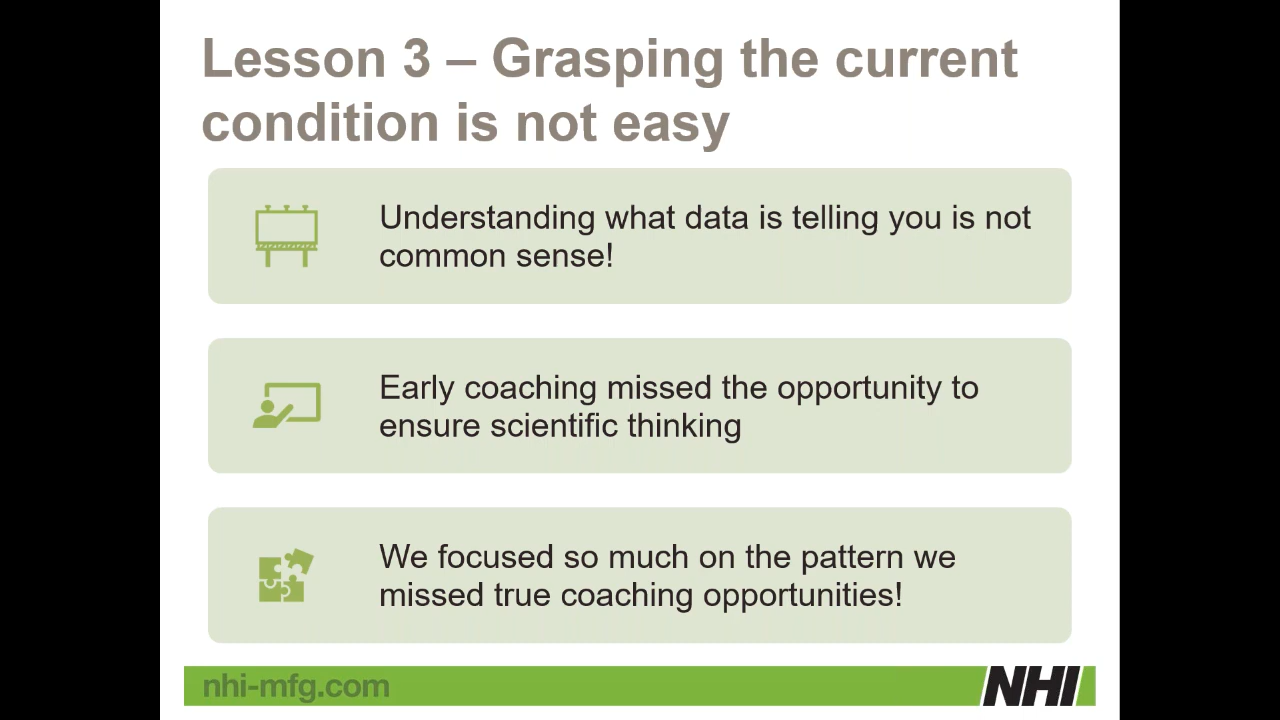 Lesson 3 – Grasping the current
condition is not easy
Understanding what data is telling you is not
common sense!
Early coaching missed the opportunity to
ensure scientific thinking
We focused so much on the pattern we
missed true coaching opportunities!
nhi-mfg.com
NHI